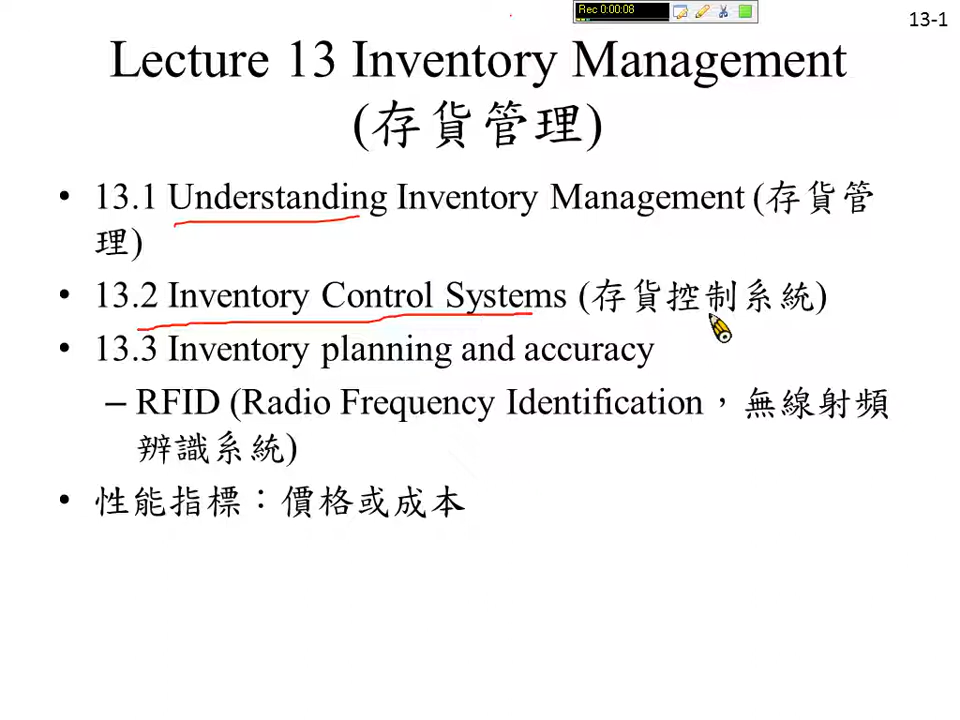 Rec 0:00:08
13-1
Lecture 13 Inventory Management
(存貨管理)
• 13.1 Understanding Inventory Management (存貨管
理)
• 13.2 Inventory Control Systems (存貨控制系統)
• 13.3 Inventory planning and accuracy
– RFID (Radio Frequency Identification，無線射頻
辨識系統)
• 性能指標：價格或成本